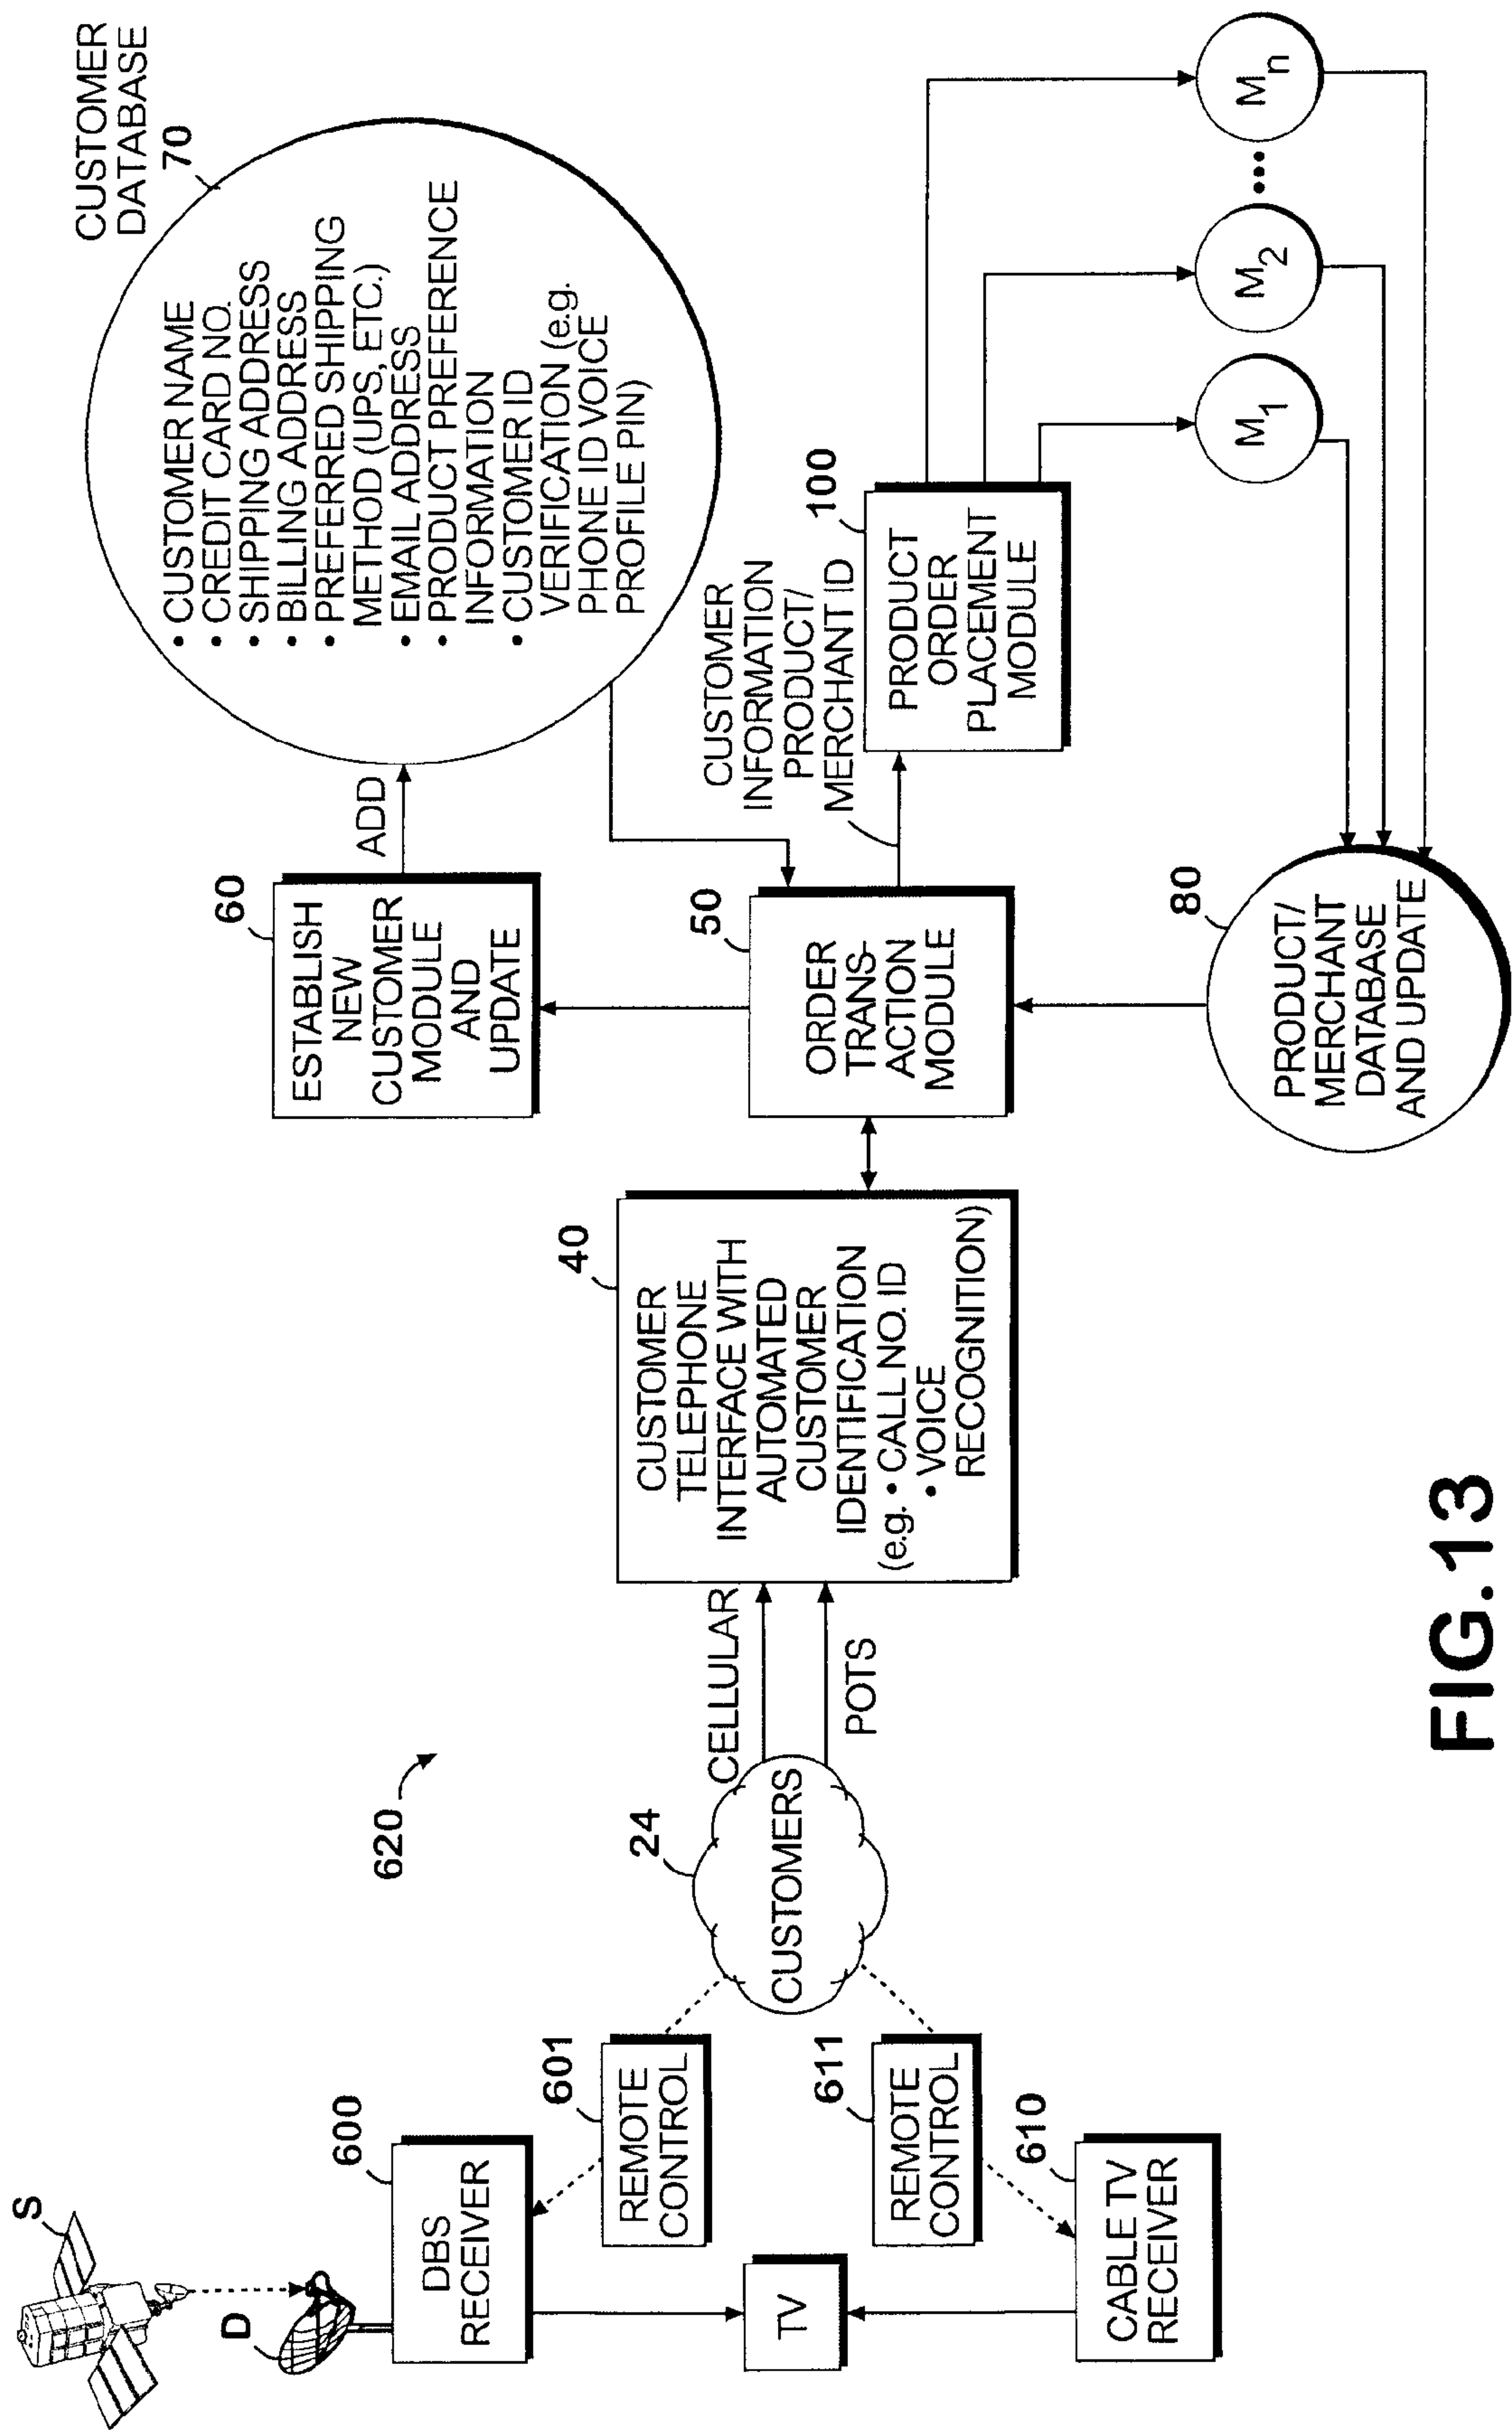 S
D
600
DBS
RECEIVER
601
REMOTE
CONTROL
TV
611
REMOTE
CONTROL
610
CABLE TV
RECEIVER
620
24
CUSTOMERS
CELLULAR
POTS
40
CUSTOMER
TELEPHONE
INTERFACE WITH
AUTOMATED
CUSTOMER
IDENTIFICATION
(e.g. • CALL NO. ID
• VOICE
RECOGNITION)
60
ESTABLISH
NEW
CUSTOMER
MODULE
AND
UPDATE
ADD
50
ORDER
TRANS-
ACTION
MODULE
80
PRODUCT/
MERCHANT
DATABASE
AND UPDATE
CUSTOMER
DATABASE
70
• CUSTOMER NAME
• CREDIT CARD NO.
• SHIPPING ADDRESS
• BILLING ADDRESS
• PREFERRED SHIPPING
METHOD (UPS, ETC.)
• EMAIL ADDRESS
• PRODUCT PREFERENCE
INFORMATION
• CUSTOMER ID
VERIFICATION (e.g.
PHONE ID VOICE
PROFILE PIN)
CUSTOMER
INFORMATION
PRODUCT/
MERCHANT ID
100
PRODUCT
ORDER
PLACEMENT
MODULE
M1
M2
•••
Mn
FIG.13